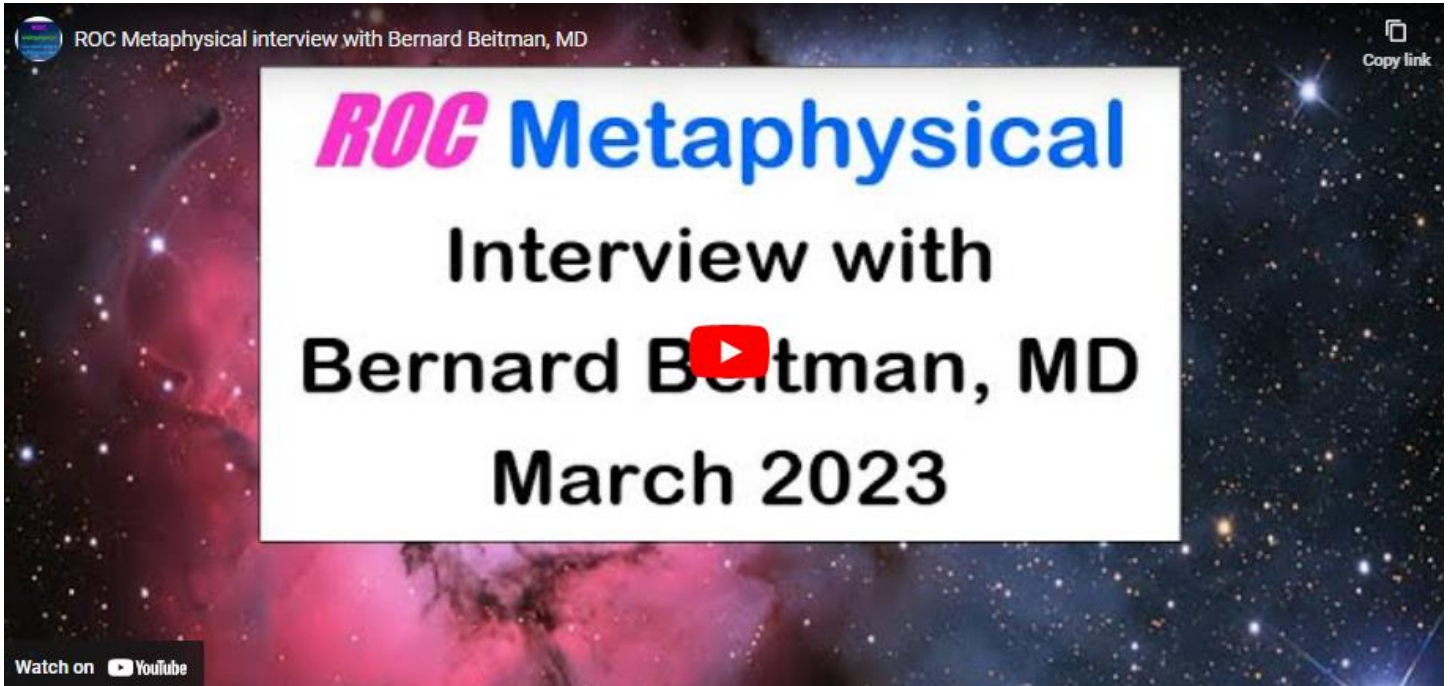 ROC Metaphysical interview with Bernard Beitman, MD
Copy link
ROC Metaphysical
Interview with
Bernard Beitman, MD
March 2023
Watch on YouTube